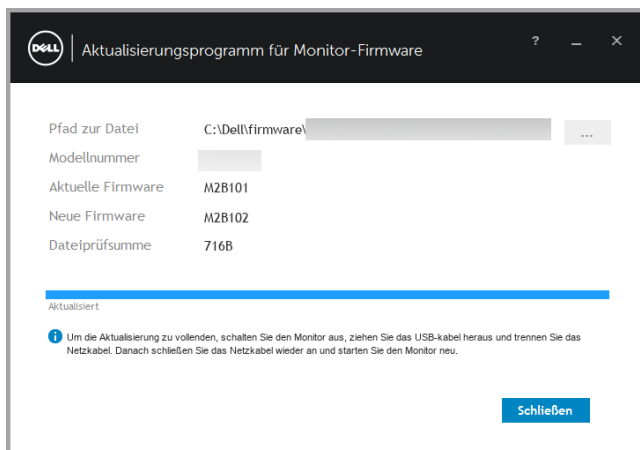 DELL
Aktualisierungsprogramm für Monitor-Firmware
?
Pfad zur Datei C:\Dell\firmware\ ...
Modellnummer
Aktuelle Firmware M2B101
Neue Firmware M2B102
Dateiprüfsumme 716B
Aktualisiert
Um die Aktualisierung zu vollenden, schalten Sie den Monitor aus, ziehen Sie das USB-kabel heraus und trennen Sie das
Netzkabel. Danach schließen Sie das Netzkabel wieder an und starten Sie den Monitor neu.
Schließen